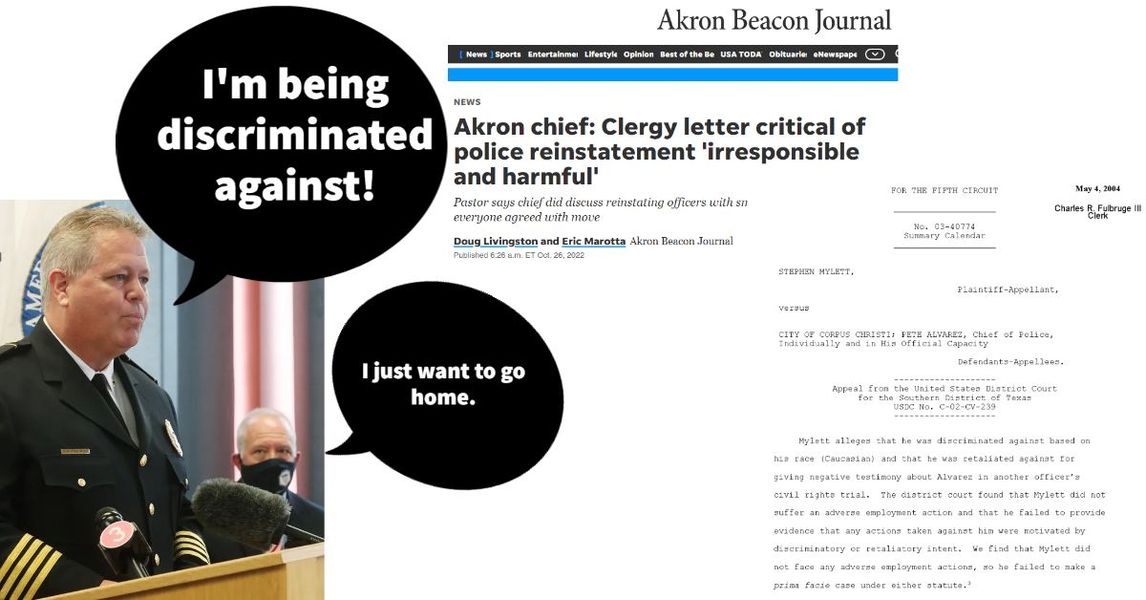 I'm being
discriminated
against!
I just want to go
home.
AMER
3
Akron Beacon Journal
News Sports Entertainmen Lifestyle Opinion Best of the Be USA TODA Obituaries eNewspape
NEWS
Akron chief: Clergy letter critical of
police reinstatement 'irresponsible
and harmful'
Pastor says chief did discuss reinstating officers with sn
everyone agreed with move
Doug Livingston and Eric Marotta Akron Beacon Journal
Published 6:26 a.m. ET Oct. 26, 2022
FOR THE FIFTH CIRCUIT
May 4, 2004
Charles R. Fulbruge III
Clerk
No. 03-40774
Summary Calendar
STEPHEN MYLETT,
Plaintiff-Appellant,
versus
CITY OF CORPUS CHRISTI; PETE ALVAREZ, Chief of Police,
Individually and in His Official Capacity
Defendants-Appellees.
--------------------
Appeal from the United States District Court
for the Southern District of Texas
USDC No. C-02-CV-239
--------------------
Mylett alleges that he was discriminated against based on
his race (Caucasian) and that he was retaliated against for
giving negative testimony about Alvarez in another officer's
civil rights trial. The district court found that Mylett did not
suffer an adverse employment action and that he failed to provide
evidence that any actions taken against him were motivated by
discriminatory or retaliatory intent. We find that Mylett did
not face any adverse employment actions, so he failed to make a
prima facie case under either statute.³